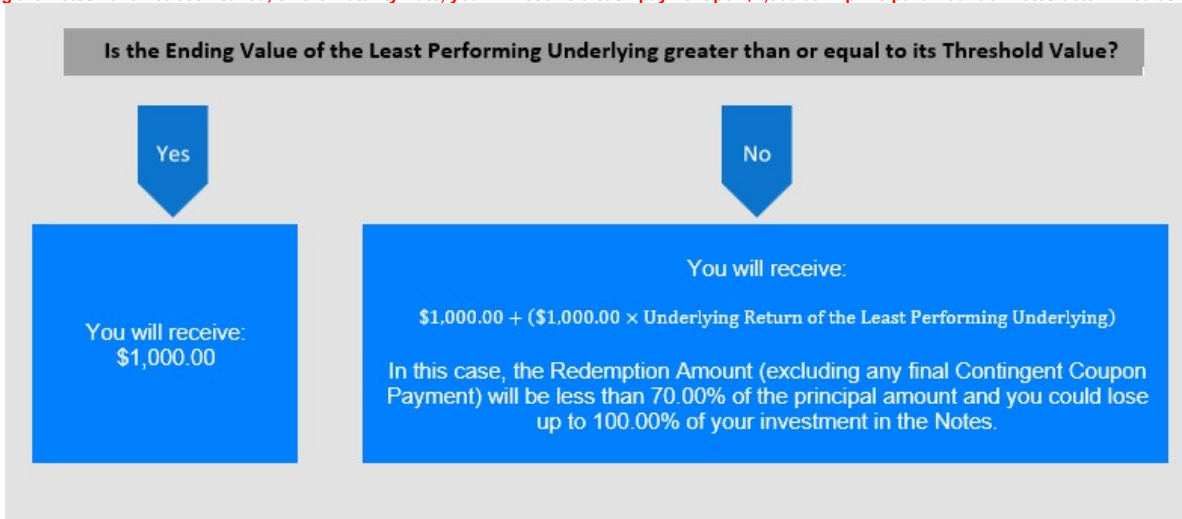 Is the Ending Value of the Least Performing Underlying greater than or equal to its Threshold Value?
Yes
No
You will receive:
$1,000.00
You will receive:
$1,000.00 + ($1,000.00 × Underlying Return of the Least Performing Underlying)
In this case, the Redemption Amount (excluding any final Contingent Coupon
Payment) will be less than 70.00% of the principal amount and you could lose
up to 100.00% of your investment in the Notes.